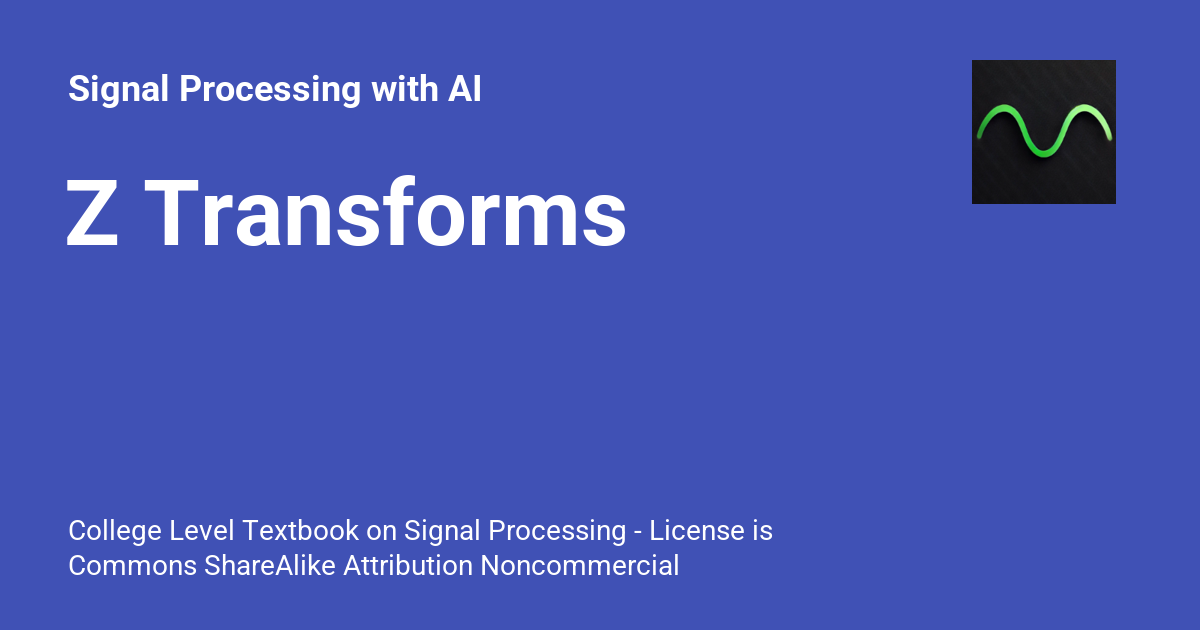 Signal Processing with AI
Z Transforms
College Level Textbook on Signal Processing - License is
Commons ShareAlike Attribution Noncommercial